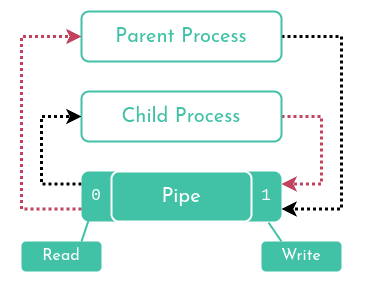 Parent Process
Child Process
0 Pipe 1
Read Write